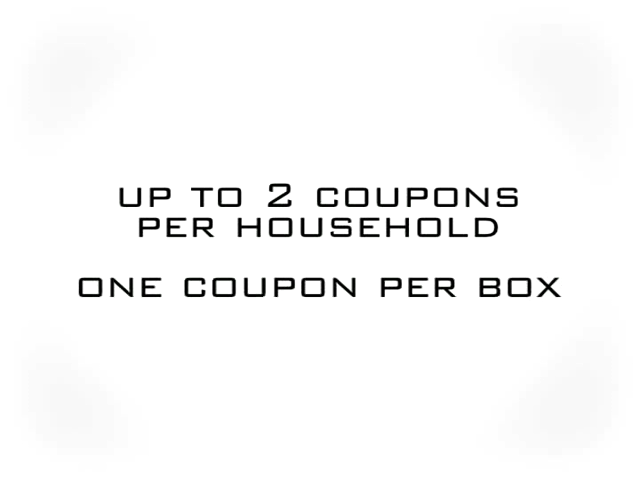 UP TO 2 COUPONS
PER HOUSEHOLD
ONE COUPON PER BOX